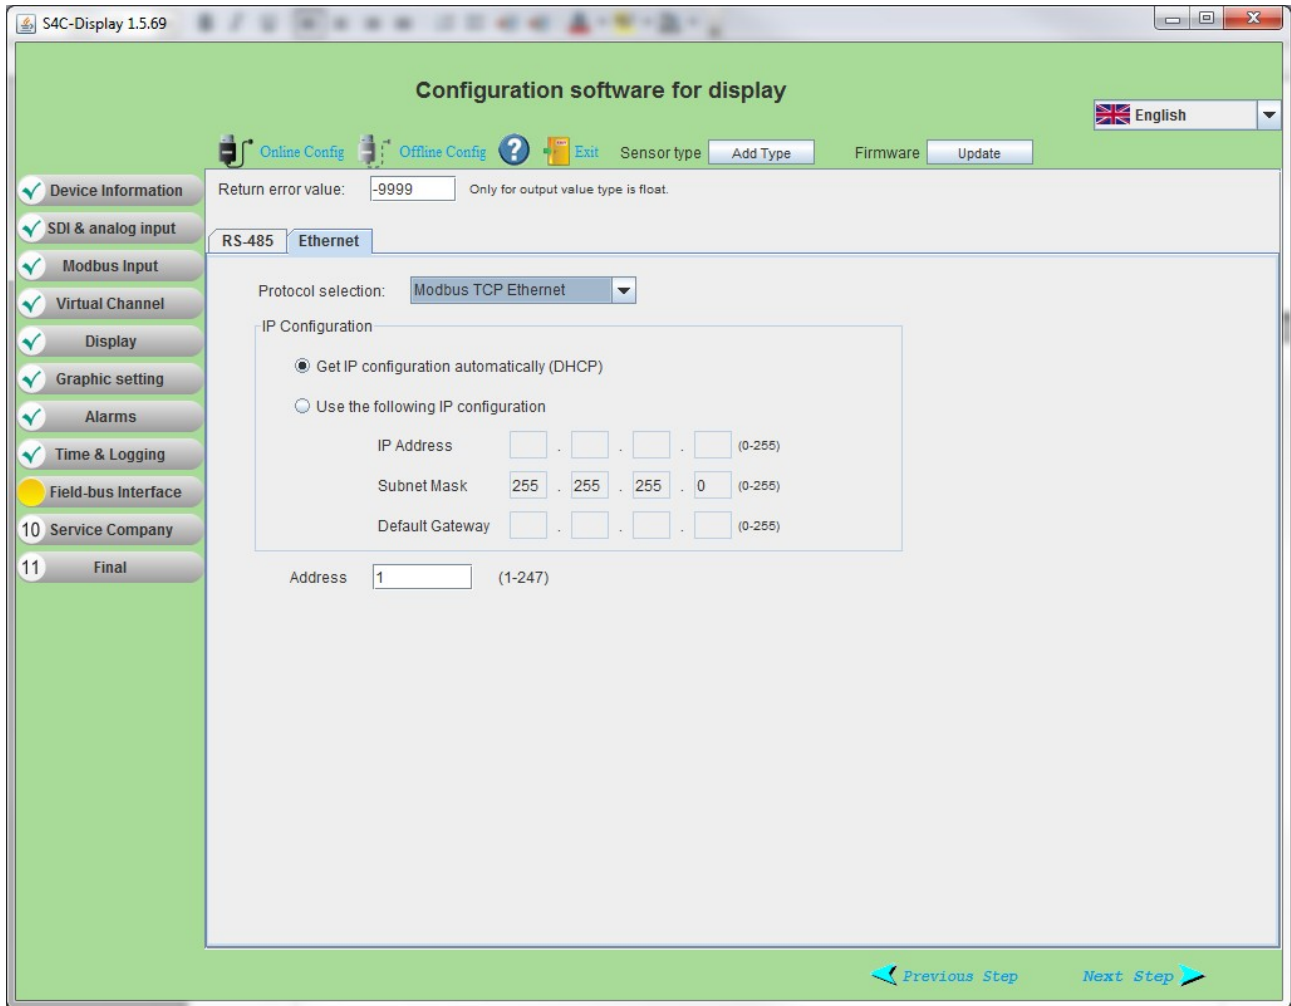 S4C-Display 1.5.69
Configuration software for display
English
Online Config Offline Config ? Exit Sensor type Add Type Firmware Update
Device Information
SDI & analog input
Modbus Input
Virtual Channel
Display
Graphic setting
Alarms
Time & Logging
Field-bus Interface
10 Service Company
11 Final
Return error value: -9999 Only for output value type is float.
RS-485 Ethernet
Protocol selection: Modbus TCP Ethernet
IP Configuration
Get IP configuration automatically (DHCP)
Use the following IP configuration
IP Address . . . (0-255)
Subnet Mask 255 . 255 . 255 . 0 (0-255)
Default Gateway . . . (0-255)
Address 1 (1-247)
Previous Step Next Step